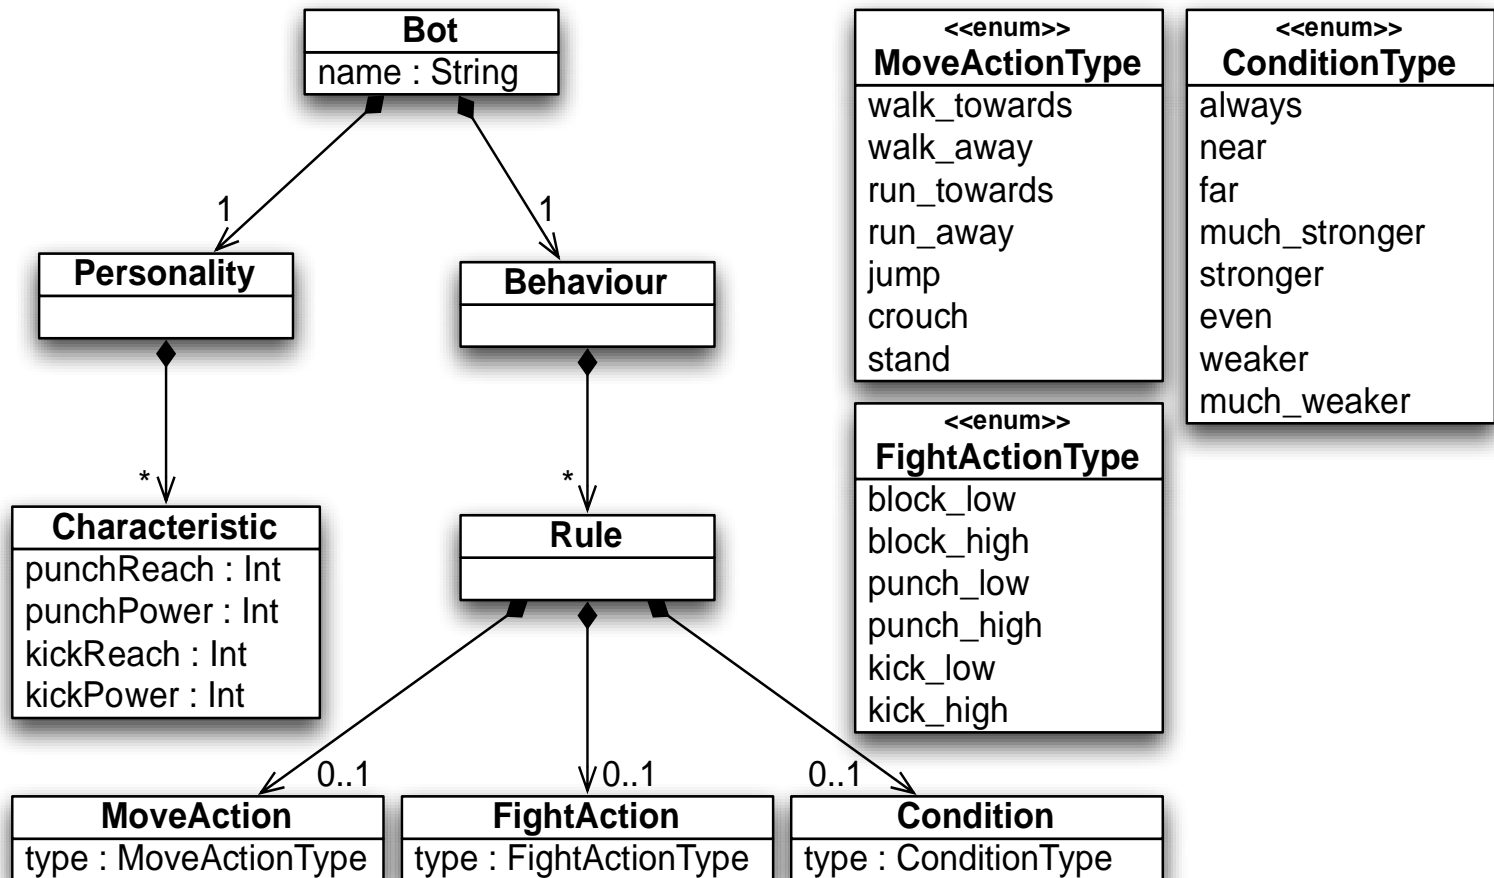 Bot
name : String
1
1
Personality
Behaviour
*
*
Characteristic
punchReach : Int
punchPower : Int
kickReach : Int
kickPower : Int
Rule
0..1
0..1
0..1
MoveAction
type : MoveActionType
FightAction
type : FightActionType
Condition
type : ConditionType
<<enum>>
MoveActionType
walk_towards
walk_away
run_towards
run_away
jump
crouch
stand
<<enum>>
FightActionType
block_low
block_high
punch_low
punch_high
kick_low
kick_high
<<enum>>
ConditionType
always
near
far
much_stronger
stronger
even
weaker
much_weaker